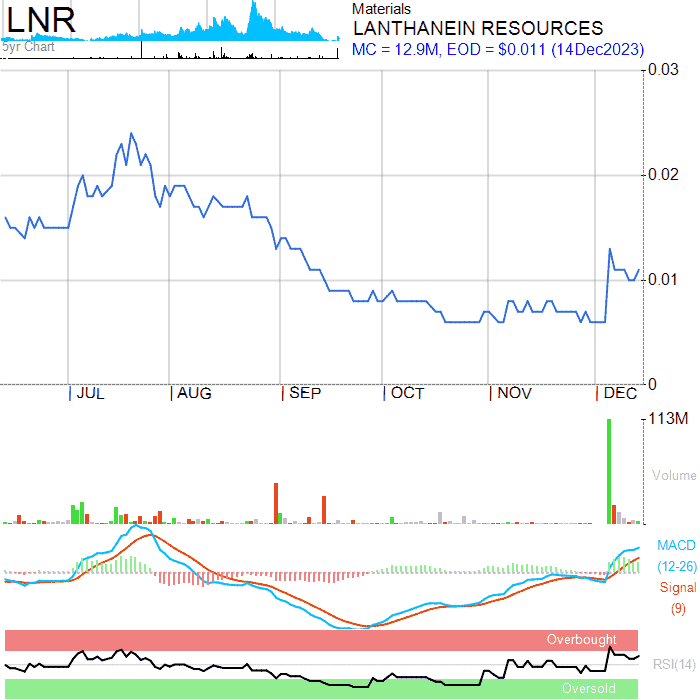 LNR
5yr Chart
Materials
LANTHANEIN RESOURCES
MC = 12.9M, EOD = $0.011 (14Dec2023)
0.03
0.02
0.01
0
JUL AUG SEP OCT NOV DEC
113M
Volume
MACD
(12-26)
Signal
(9)
Overbought
RSI(14)
Oversold